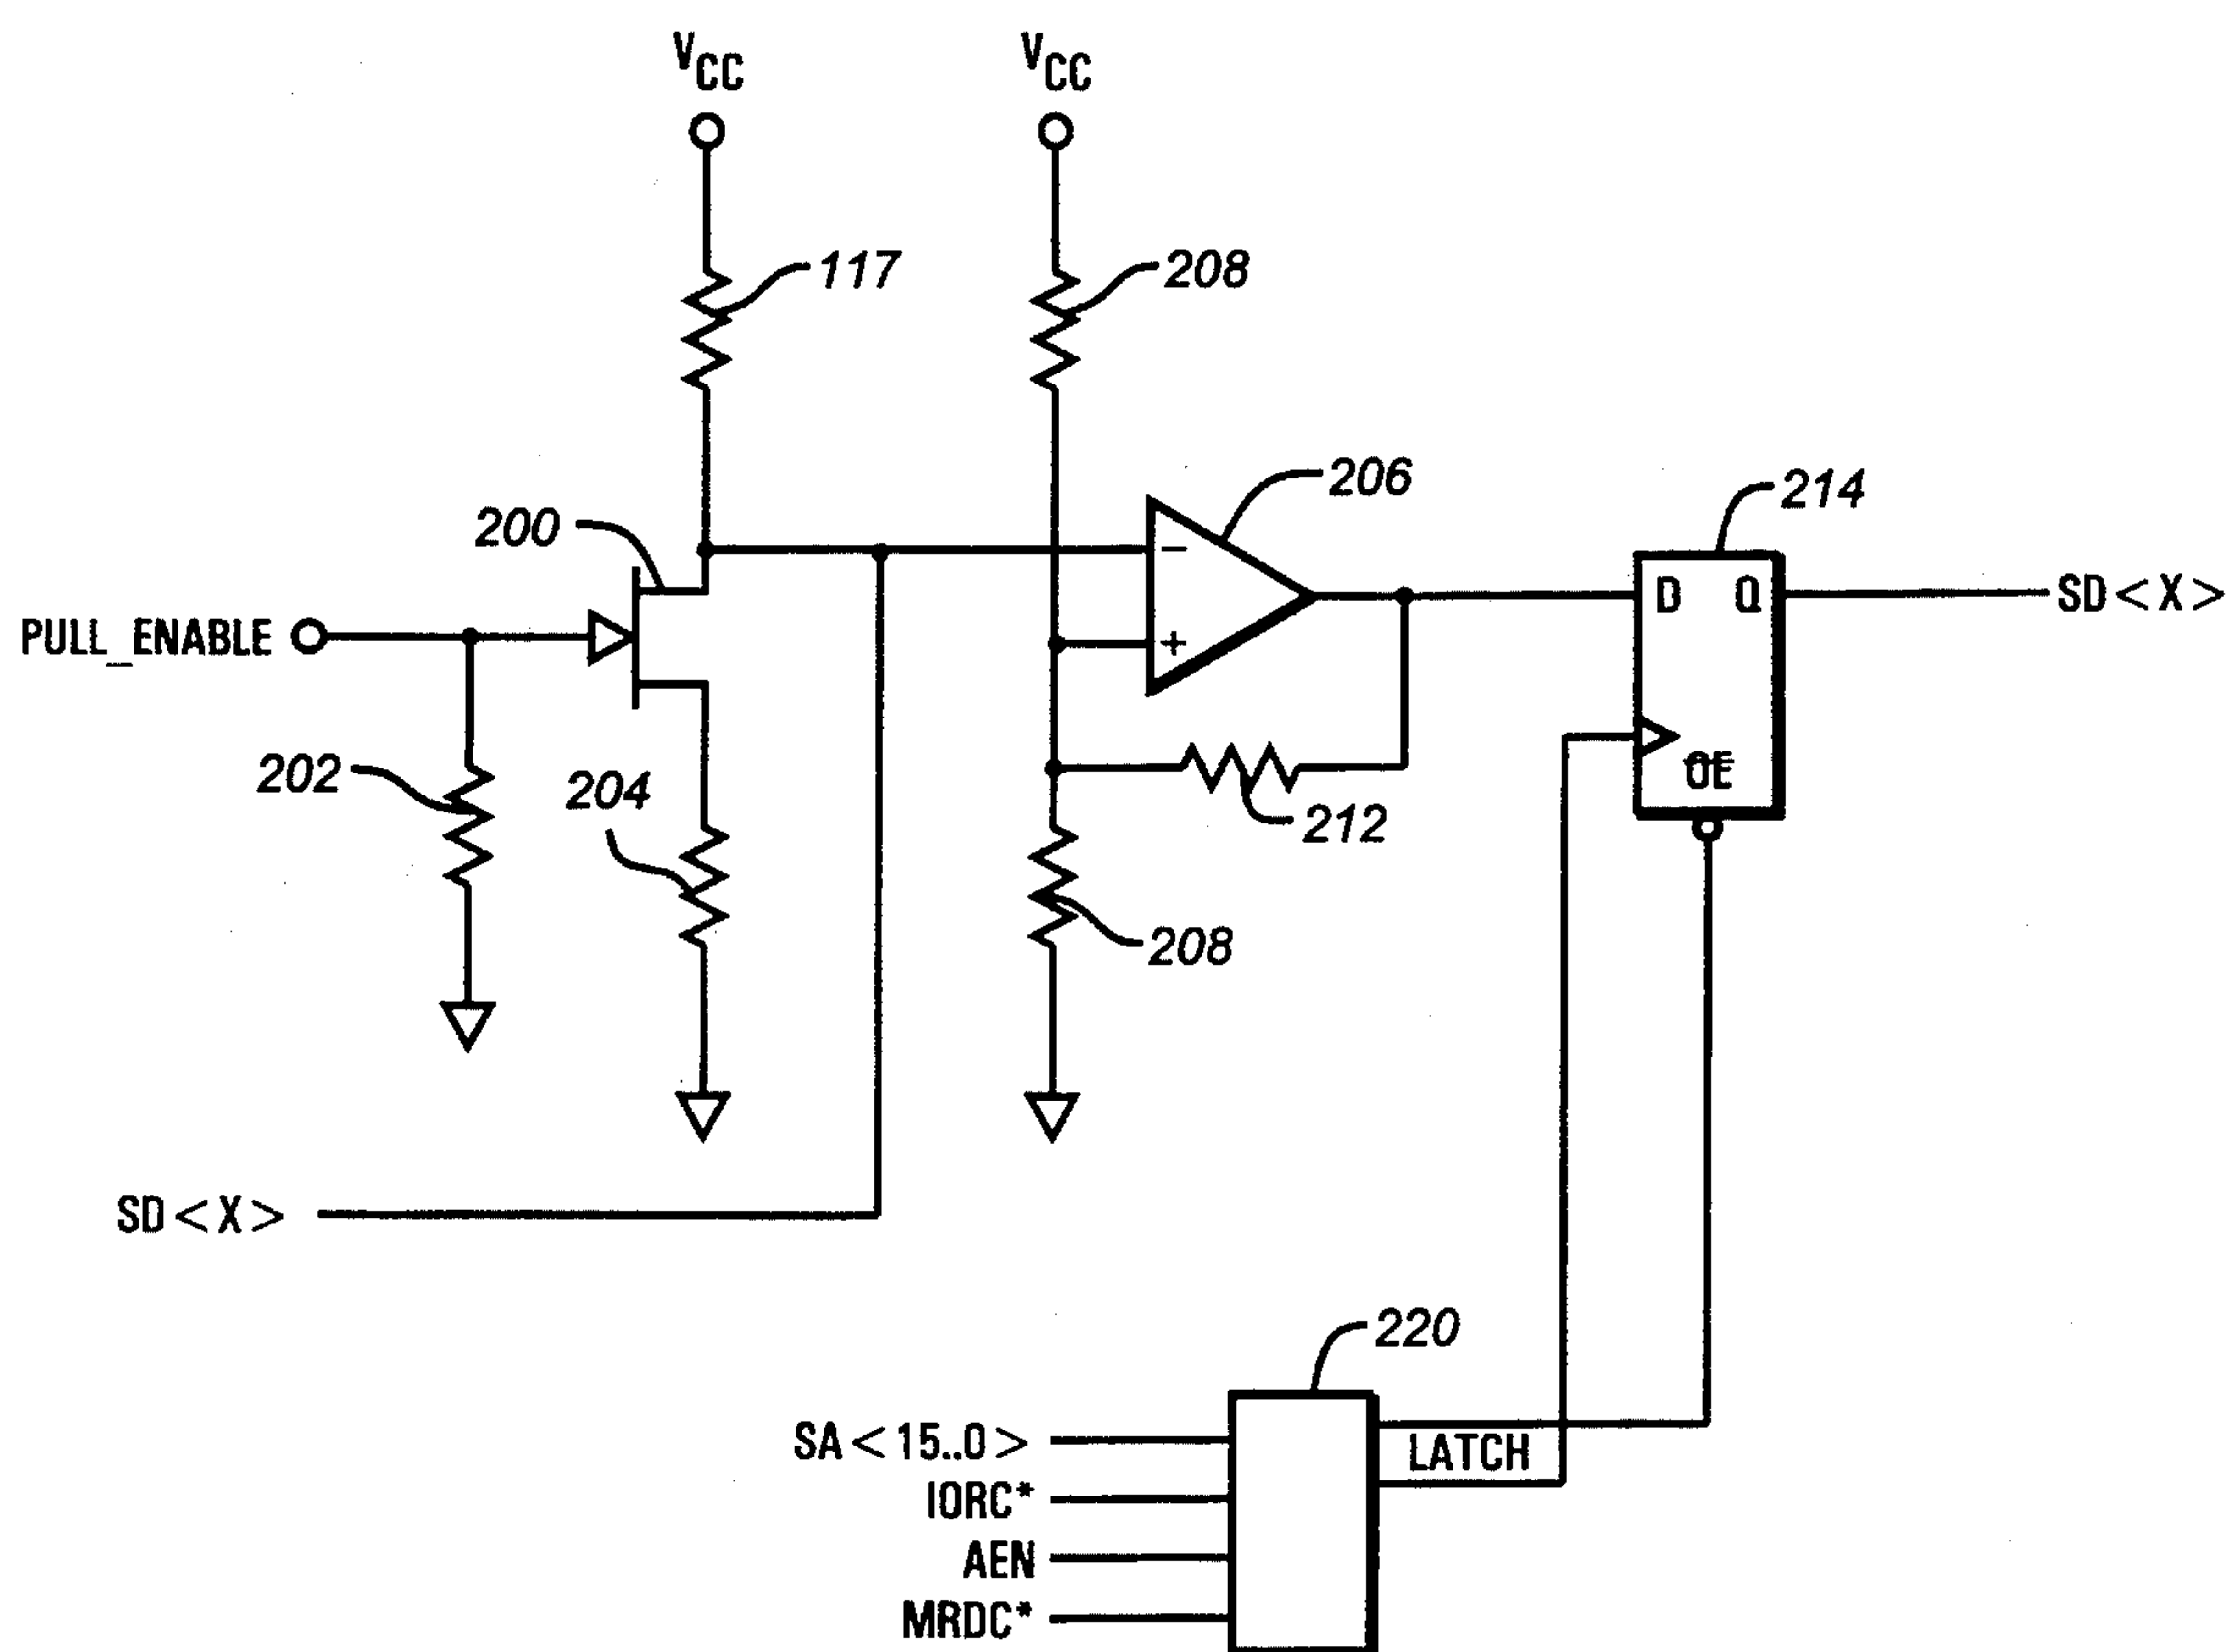 VCC
VCC
117
208
206
214
200
D Q
SD<X>
PULL_ENABLE
-
+
OE
202
204
212
208
SD<X>
220
SA<15..0>
LATCH
IORC*
AEN
MRDC*